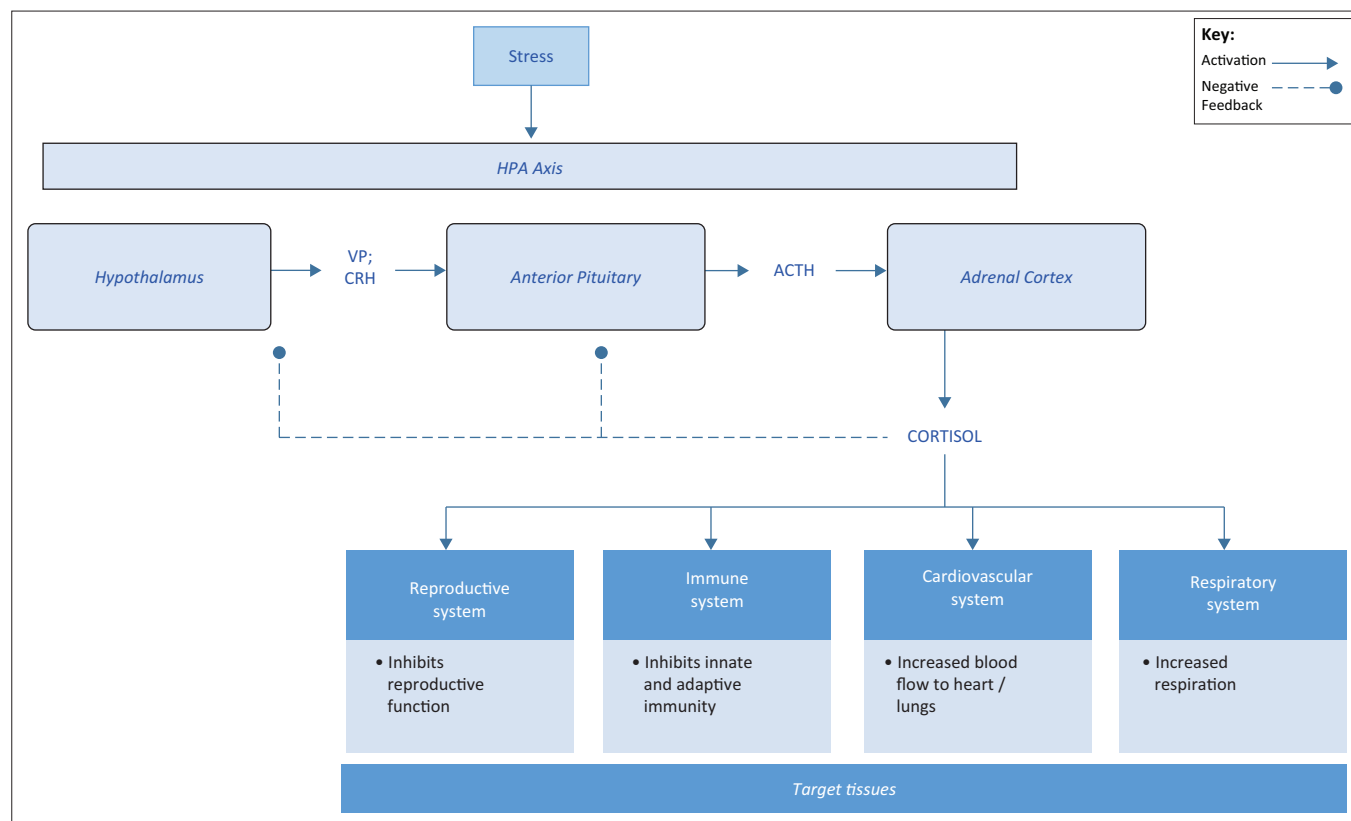 Stress
Key:
Activation
Negative
Feedback
HPA Axis
Hypothalamus
VP;
CRH
Anterior Pituitary
ACTH
Adrenal Cortex
CORTISOL
Reproductive
system
• Inhibits
reproductive
function
Immune
system
• Inhibits innate
and adaptive
immunity
Cardiovascular
system
• Increased blood
flow to heart /
lungs
Respiratory
system
• Increased
respiration
Target tissues